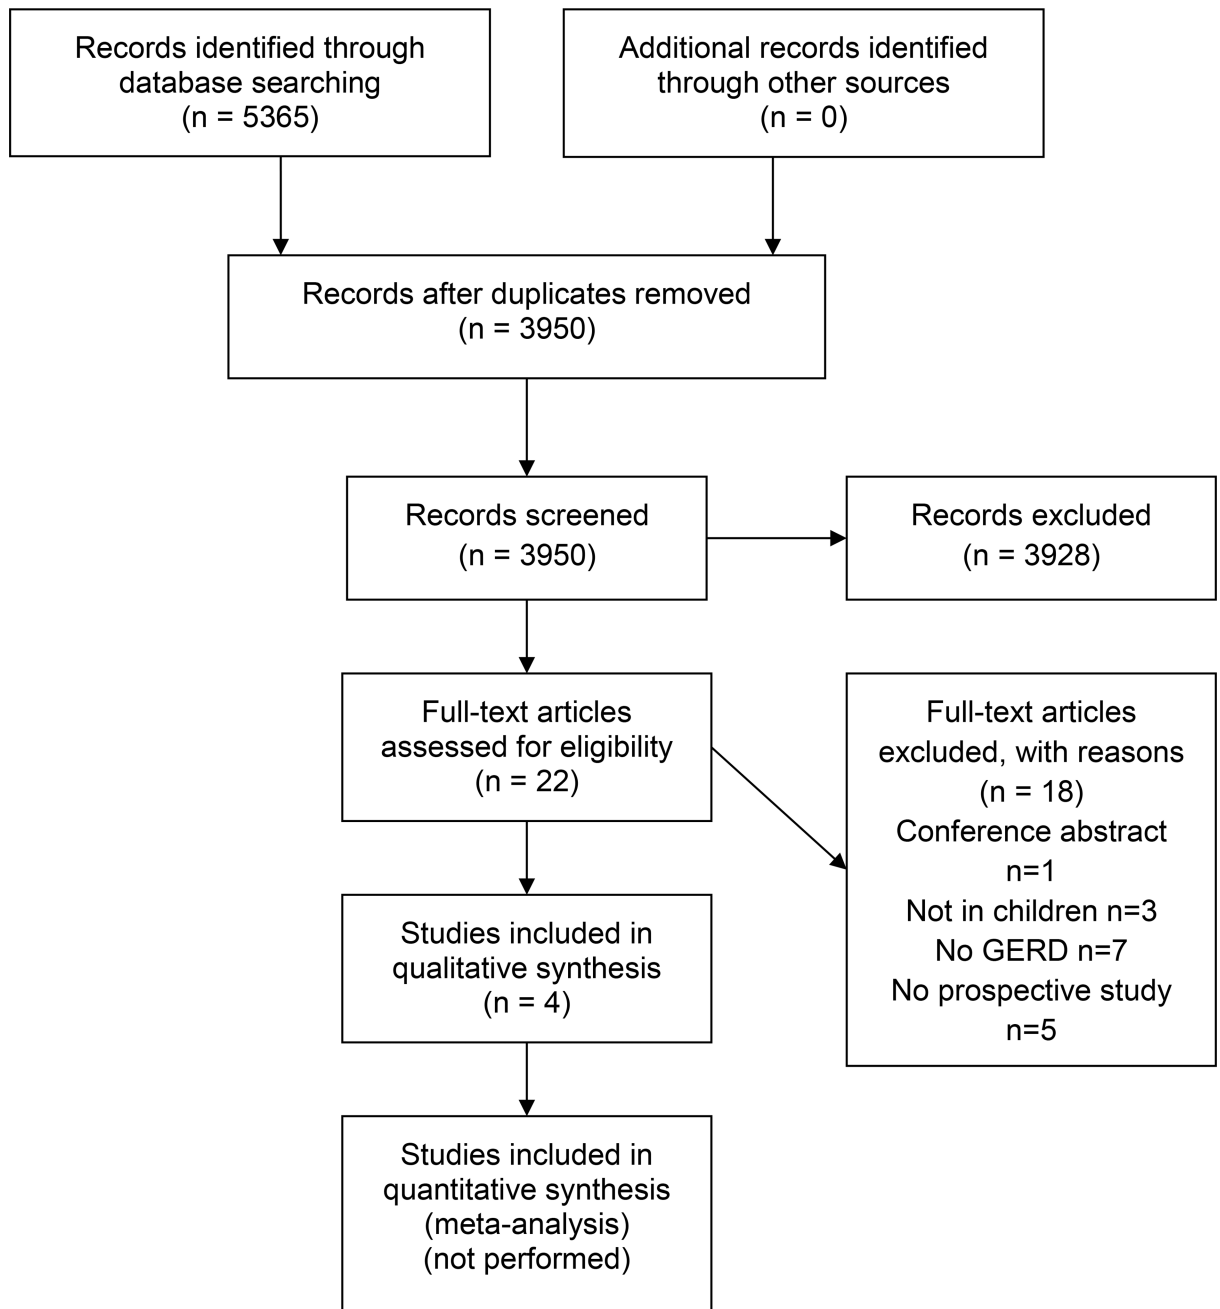 Records identified through
database searching
(n = 5365)
Additional records identified
through other sources
(n = 0)
Records after duplicates removed
(n = 3950)
Records screened
(n = 3950)
Records excluded
(n = 3928)
Full-text articles
assessed for eligibility
(n = 22)
Full-text articles
excluded, with reasons
(n = 18)
Conference abstract
n=1
Not in children n=3
No GERD n=7
No prospective study
n=5
Studies included in
qualitative synthesis
(n = 4)
Studies included in
quantitative synthesis
(meta-analysis)
(not performed)